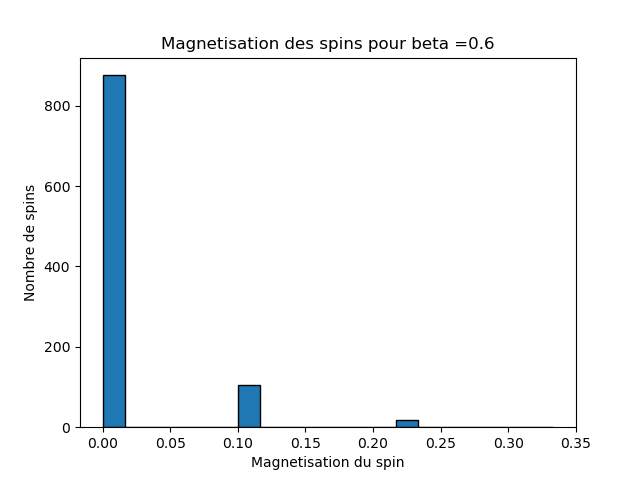 Magnetisation des spins pour beta =0.6
Nombre de spins
800
600
400
200
0
0.00 0.05 0.10 0.15 0.20 0.25 0.30 0.35
Magnetisation du spin